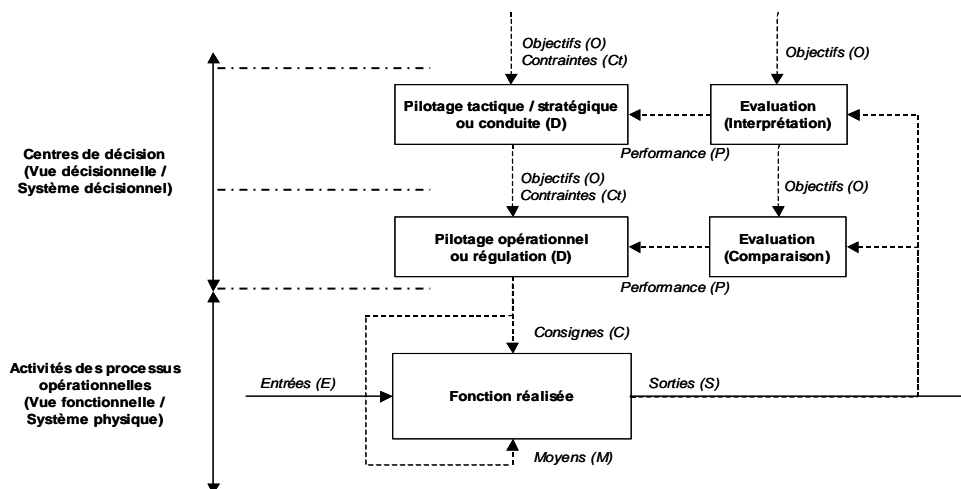 Objectifs (O)
Contraintes (Ct)
Objectifs (O)
Pilotage tactique / stratégique
ou conduite (D)
Evaluation
(Interprétation)
Performance (P)
Centres de décision
(Vue décisionnelle /
Système décisionnel)
Objectifs (O)
Contraintes (Ct)
Objectifs (O)
Pilotage opérationnel
ou régulation (D)
Evaluation
(Comparaison)
Performance (P)
Consignes (C)
Activités des processus
opérationnelles
(Vue fonctionnelle /
Système physique)
Entrées (E)
Fonction réalisée
Sorties (S)
Moyens (M)